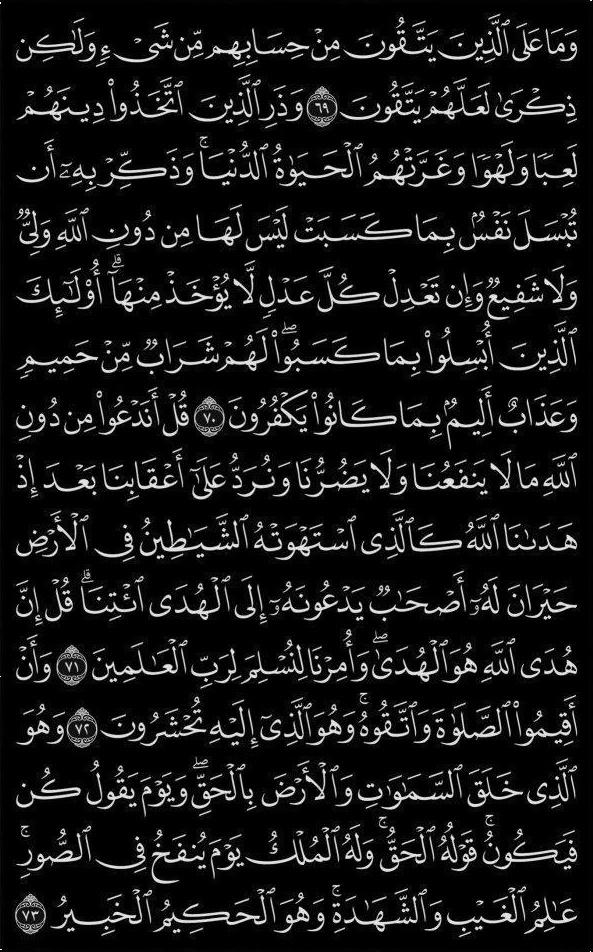 وَمَا عَلَى ٱلَّذِينَ يَتَّقُونَ مِنْ حِسَابِهِم مِّن شَىْءٍ وَلَٰكِن
ذِكْرَىٰ لَعَلَّهُمْ يَتَّقُونَ ٦٩ وَذَرِ ٱلَّذِينَ ٱتَّخَذُوا۟ دِينَهُمْ
لَعِبًا وَلَهْوًا وَغَرَّتْهُمُ ٱلْحَيَوٰةُ ٱلدُّنْيَا ۚ وَذَكِّرْ بِهِۦٓ أَن
تُبْسَلَ نَفْسٌۢ بِمَا كَسَبَتْ لَيْسَ لَهَا مِن دُونِ ٱللَّهِ وَلِىٌّ
وَلَا شَفِيعٌ وَإِن تَعْدِلْ كُلَّ عَدْلٍ لَّا يُؤْخَذْ مِنْهَآ ۗ أُو۟لَٰٓئِكَ
ٱلَّذِينَ أُبْسِلُوا۟ بِمَا كَسَبُوا۟ ۖ لَهُمْ شَرَابٌ مِّنْ حَمِيمٍ
وَعَذَابٌ أَلِيمٌۢ بِمَا كَانُوا۟ يَكْفُرُونَ ٧٠ قُلْ أَنَدْعُوا۟ مِن دُونِ
ٱللَّهِ مَا لَا يَنفَعُنَا وَلَا يَضُرُّنَا وَنُرَدُّ عَلَىٰٓ أَعْقَابِنَا بَعْدَ إِذْ
هَدَىٰنَا ٱللَّهُ كَٱلَّذِى ٱسْتَهْوَتْهُ ٱلشَّيَٰطِينُ فِى ٱلْأَرْضِ
حَيْرَانَ لَهُۥٓ أَصْحَٰبٌ يَدْعُونَهُۥٓ إِلَى ٱلْهُدَى ٱئْتِنَا ۗ قُلْ إِنَّ
هُدَى ٱللَّهِ هُوَ ٱلْهُدَىٰ ۖ وَأُمِرْنَا لِنُسْلِمَ لِرَبِّ ٱلْعَٰلَمِينَ ٧١ وَأَنْ
أَقِيمُوا۟ ٱلصَّلَوٰةَ وَٱتَّقُوهُ ۚ وَهُوَ ٱلَّذِىٓ إِلَيْهِ تُحْشَرُونَ ٧٢ وَهُوَ
ٱلَّذِى خَلَقَ ٱلسَّمَٰوَٰتِ وَٱلْأَرْضَ بِٱلْحَقِّ ۖ وَيَوْمَ يَقُولُ كُن
فَيَكُونُ ۚ قَوْلُهُ ٱلْحَقُّ ۚ وَلَهُ ٱلْمُلْكُ يَوْمَ يُنفَخُ فِى ٱلصُّورِ ۚ
عَٰلِمُ ٱلْغَيْبِ وَٱلشَّهَٰدَةِ ۚ وَهُوَ ٱلْحَكِيمُ ٱلْخَبِيرُ ٧٣